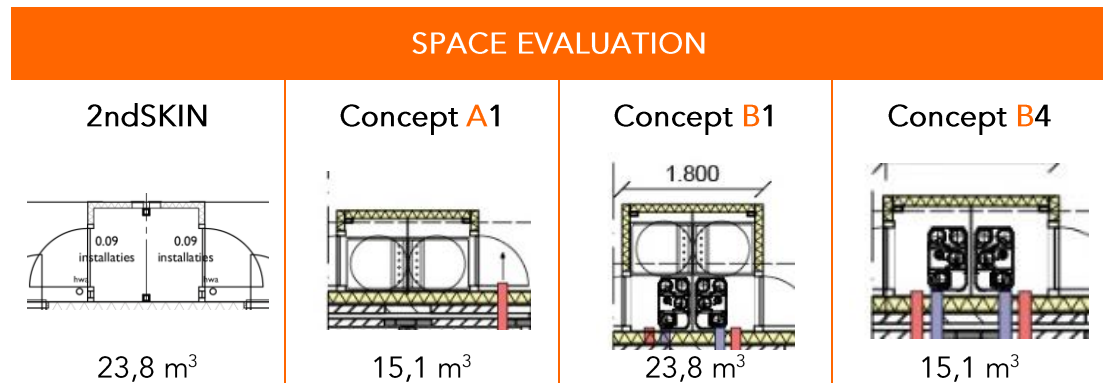 SPACE EVALUATION
2ndSKIN
Concept A1
Concept B1
Concept B4
1.800
0.09
installaties
0.09
installaties
hwa
hwa
23,8 m³
15,1 m³
23,8 m³
15,1 m³